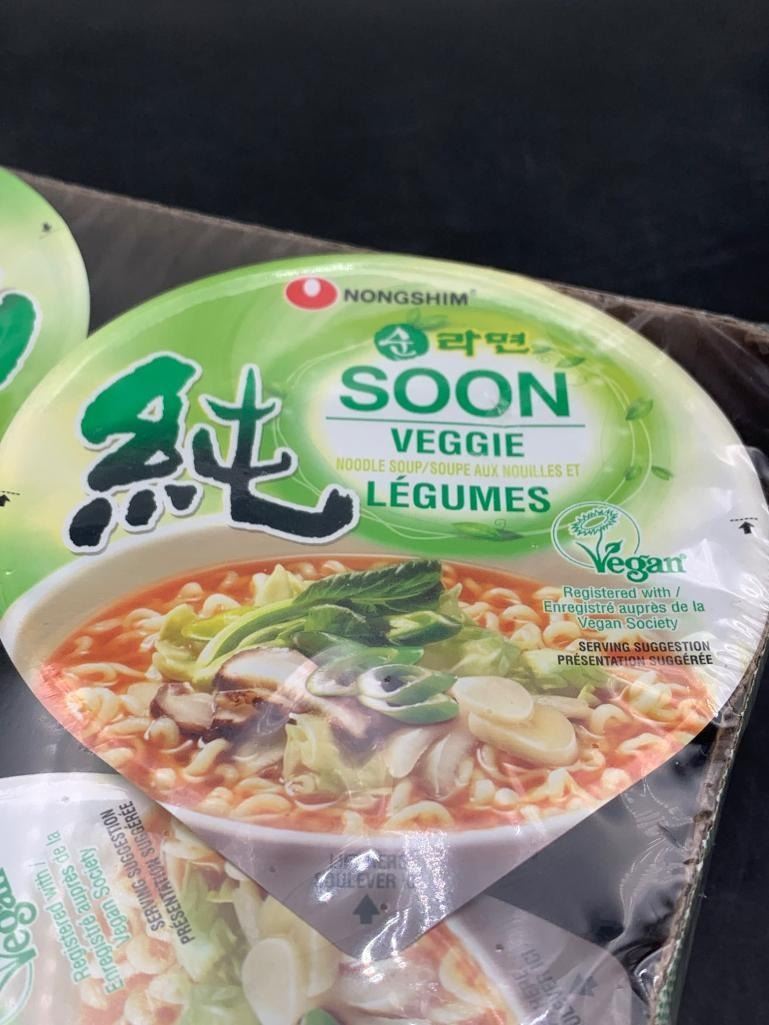 NONGSHIM
순라면
純
SOON
VEGGIE
NOODLE SOUP/SOUPE AUX NOUILLES ET
LÉGUMES
Vegan
Registered with /
Enregistré auprès de la
Vegan Society
SERVING SUGGESTION
PRÉSENTATION SUGGÉRÉE
SOULEVER
SERVING SUGGESTION
PRÉSENTATION SUGGÉRÉE
Registered with /
Enregistré auprès de la
Vegan Society
Vegan